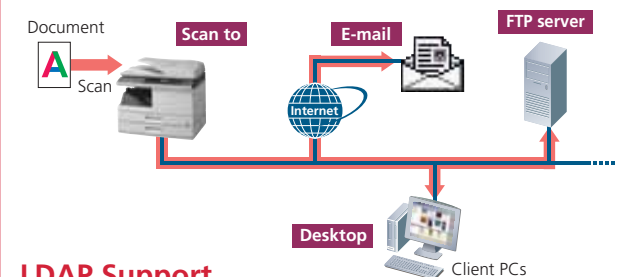 Document
Scan to
E-mail
FTP server
A
Scan
Internet
Desktop
Client PCs
LDAP Support